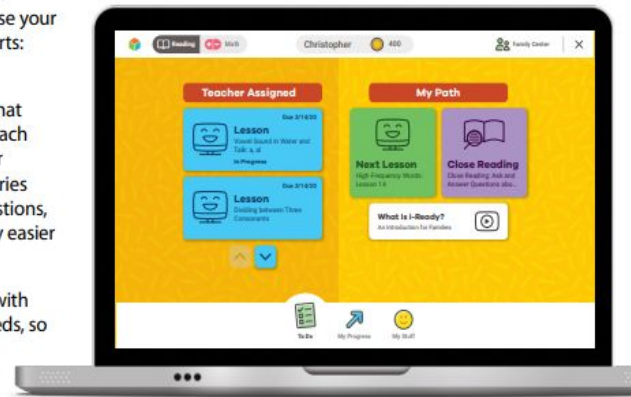 se your
rts:
hat
ach
r
ries
stions,
y easier
with
eds, so
Reading
Math
Christopher
400
Family Center
X
Teacher Assigned
Due 3/14/20
Lesson
Vowel Sound in Water and
Talk: a, al
In Progress
Due 3/14/20
Lesson
Dividing between Three
Consonants
My Path
Next Lesson
High-Frequency Words:
Lesson 14
Close Reading
Close Reading: Ask and
Answer Questions abou...
What is i-Ready?
An Introduction for Families
To Do
My Progress
My Stuff